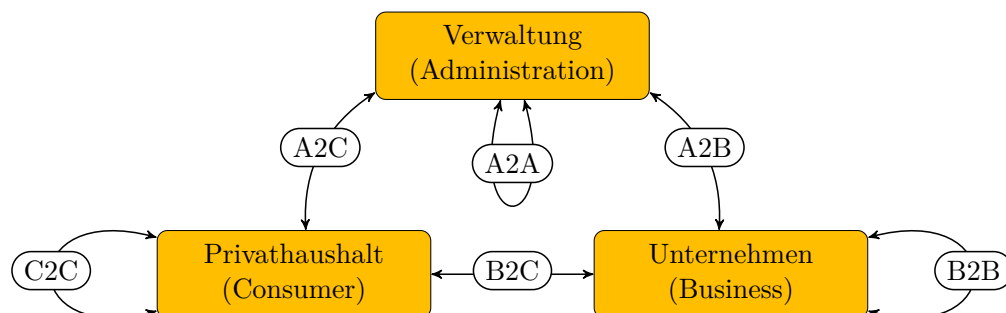 Verwaltung
(Administration)
A2C
A2A
A2B
Privathaushalt
(Consumer)
Unternehmen
(Business)
C2C
B2C
B2B